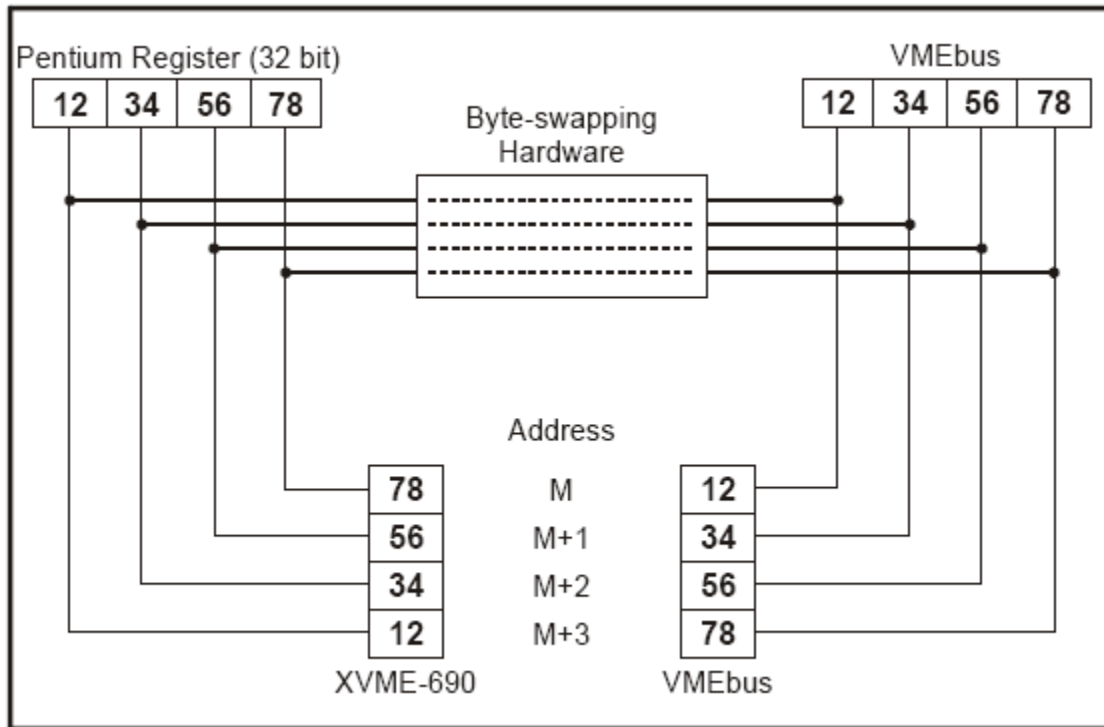 Pentium Register (32 bit)
VMEbus
12 34 56 78
12 34 56 78
Byte-swapping
Hardware
Address
78 M 12
56 M+1 34
34 M+2 56
12 M+3 78
XVME-690
VMEbus